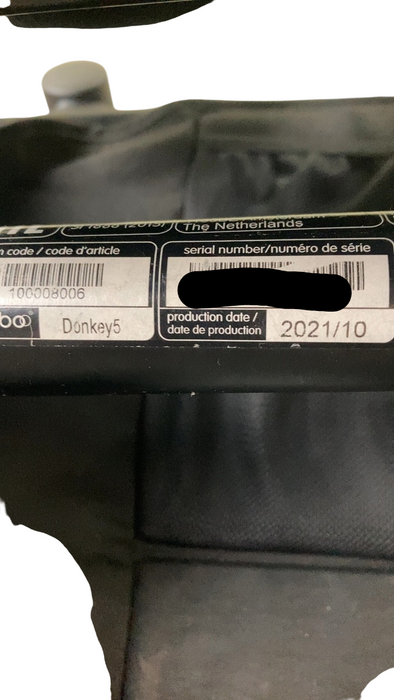 The Netherlands
code / code d'article
serial number/numéro de série
100008006
Donkey5
production date /
date de production
2021/10